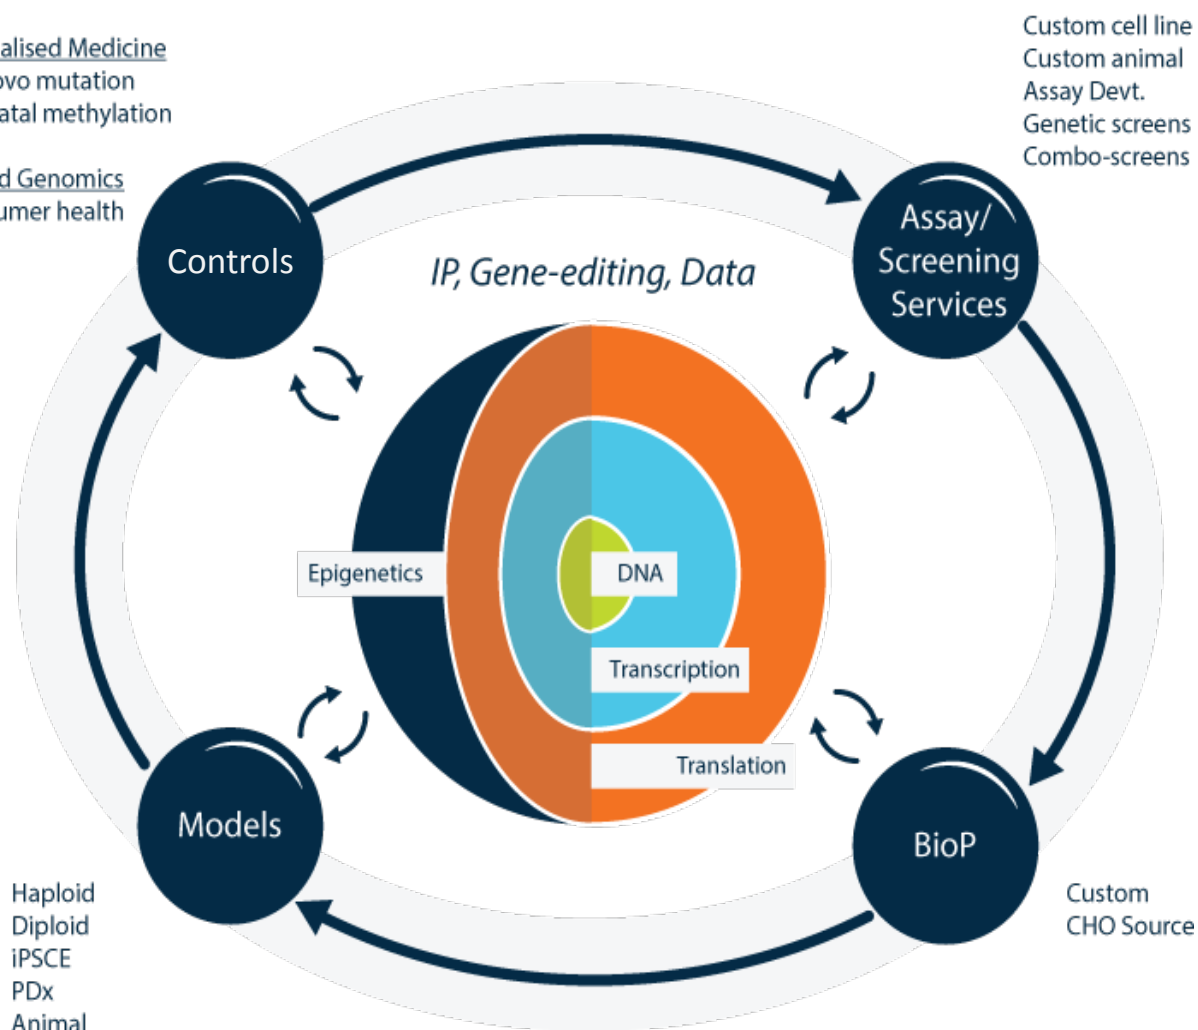 alised Medicine
ovo mutation
atal methylation
d Genomics
umer health
Custom cell line
Custom animal
Assay Devt.
Genetic screens
Combo-screens
Controls
Assay/
Screening
Services
IP, Gene-editing, Data
Epigenetics
DNA
Transcription
Translation
Models
BioP
Haploid
Diploid
iPSCE
PDx
Animal
Custom
CHO Source